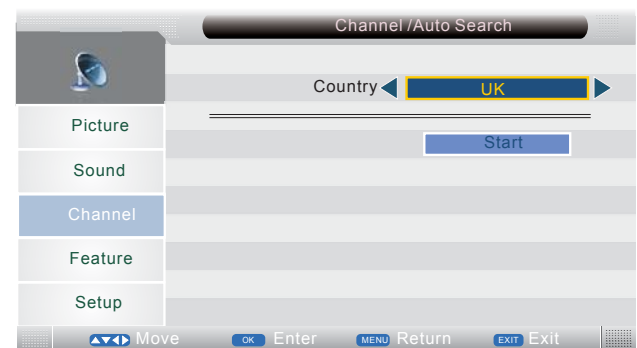 Channel /Auto Search
Country UK
Start
Picture
Sound
Channel
Feature
Setup
Move OK Enter MENU Return EXIT Exit